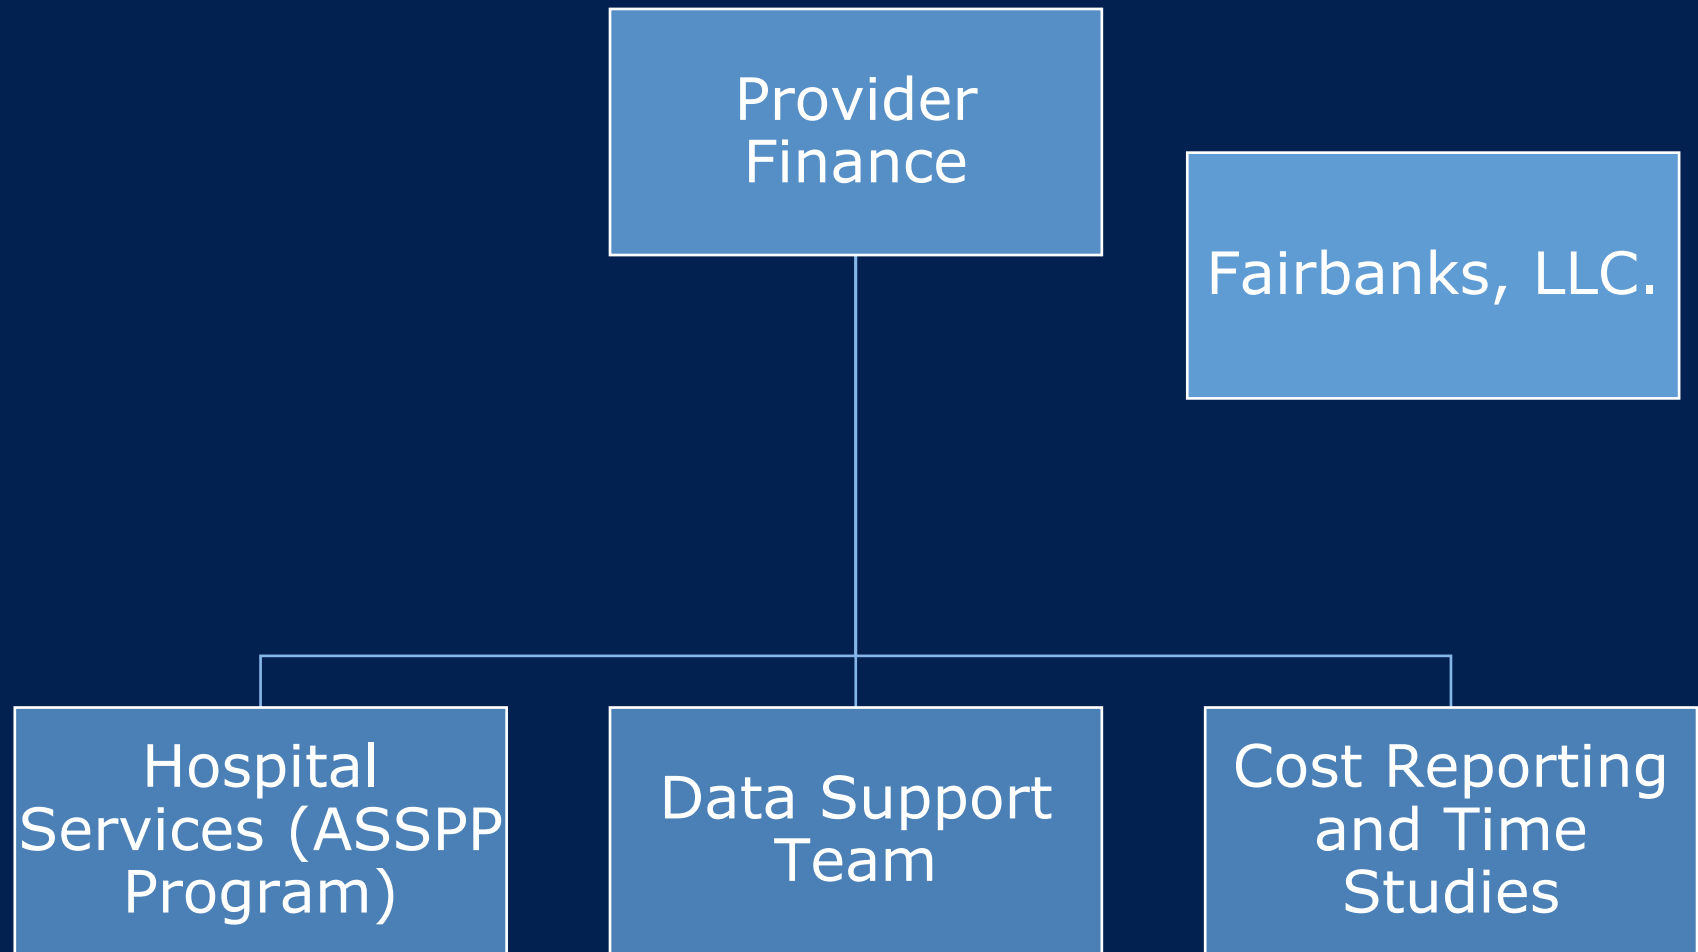 Provider
Finance
Fairbanks, LLC.
Hospital
Services (ASSPP
Program)
Data Support
Team
Cost Reporting
and Time
Studies